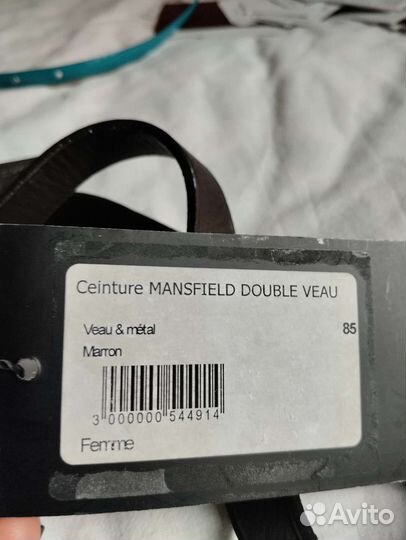 Ceinture MANSFIELD DOUBLE VEAU
Veau & métal 85
Marron
3 000000 544914
Femme
Avito